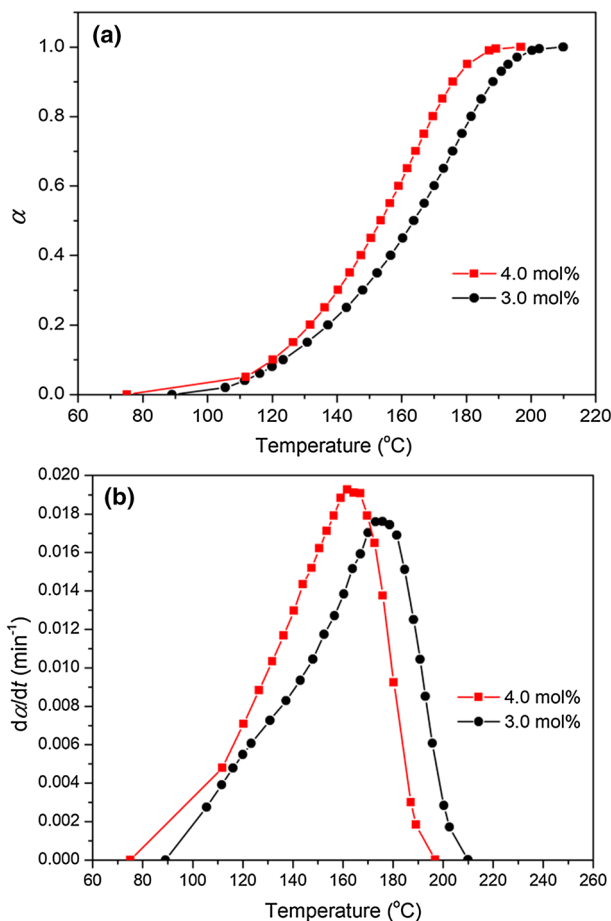 (a)
1.0
0.8
0.6
0.4
0.2
0.0
α
4.0 mol%
3.0 mol%
60 80 100 120 140 160 180 200 220
Temperature (°C)
(b)
0.020
0.018
0.016
0.014
0.012
0.010
0.008
0.006
0.004
0.002
0.000
dα/dt (min⁻¹)
4.0 mol%
3.0 mol%
60 80 100 120 140 160 180 200 220 240 260
Temperature (°C)